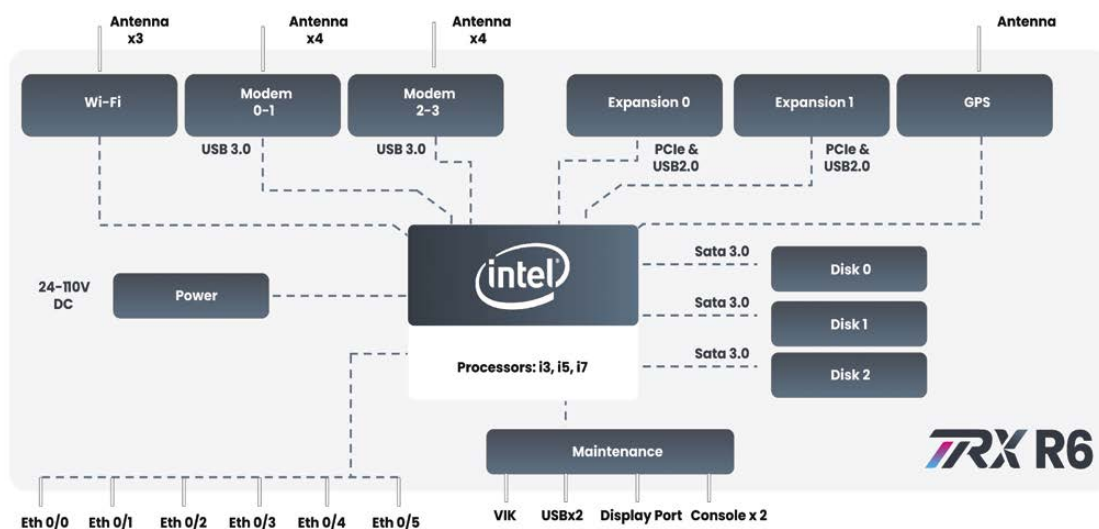 Antenna
x3
Antenna
x4
Antenna
x4
Antenna
Wi-Fi
Modem
0-1
Modem
2-3
Expansion 0
Expansion 1
GPS
USB 3.0
USB 3.0
PCIe &
USB2.0
PCIe &
USB2.0
intel
Sata 3.0
Disk 0
24-110V
DC
Power
Sata 3.0
Disk 1
Processors: i3, i5, i7
Sata 3.0
Disk 2
Maintenance
TRX R6
Eth 0/0
Eth 0/1
Eth 0/2
Eth 0/3
Eth 0/4
Eth 0/5
VIK
USBx2
Display Port
Console x 2